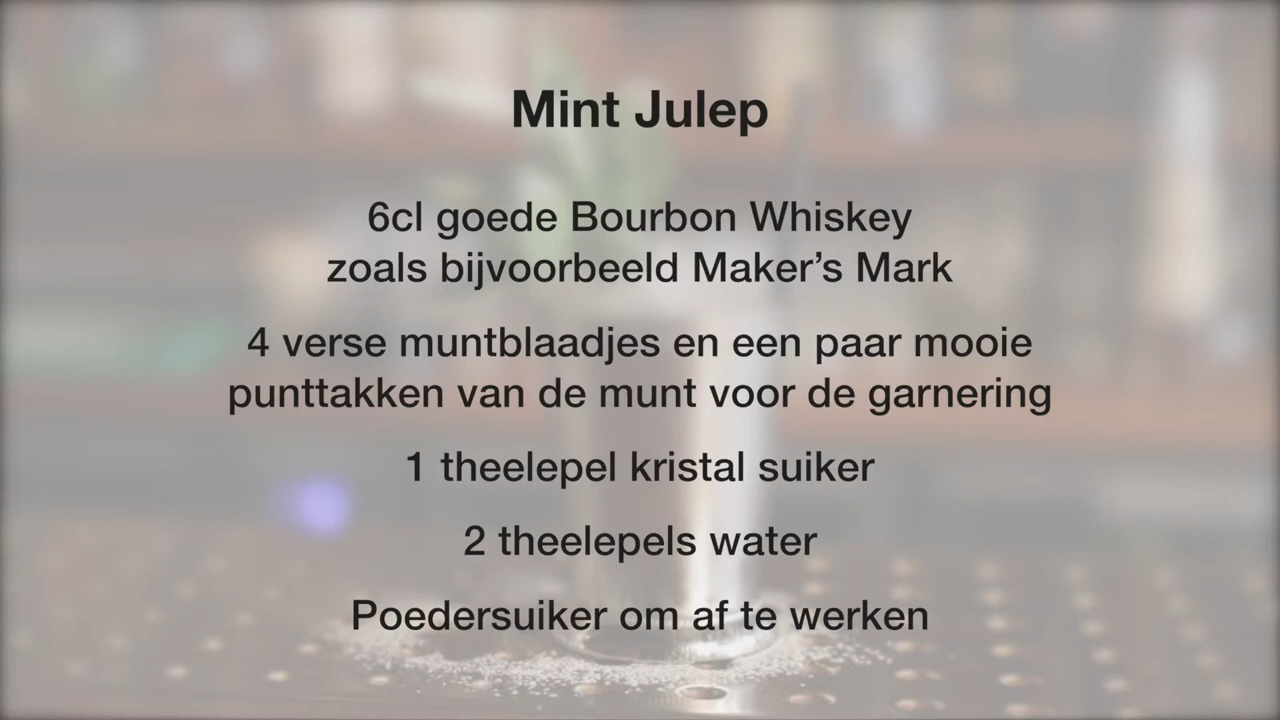 Mint Julep
6cl goede Bourbon Whiskey
zoals bijvoorbeeld Maker’s Mark
4 verse muntblaadjes en een paar mooie
punttakken van de munt voor de garnering
1 theelepel kristal suiker
2 theelepels water
Poedersuiker om af te werken